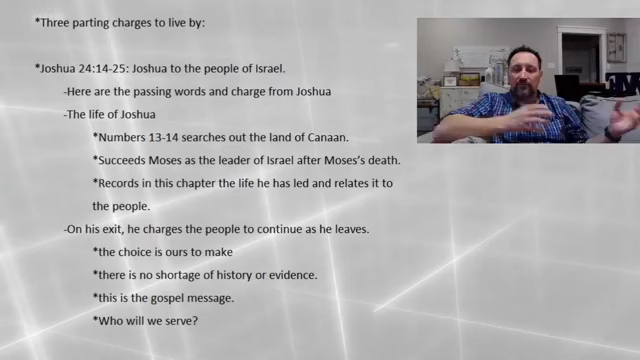 *Three parting charges to live by:
*Joshua 24:14-25: Joshua to the people of Israel.
-Here are the passing words and charge from Joshua
-The life of Joshua
*Numbers 13-14 searches out the land of Canaan.
*Succeeds Moses as the leader of Israel after Moses's death.
*Records in this chapter the life he has led and relates it to
the people.
-On his exit, he charges the people to continue as he leaves.
*the choice is ours to make
*there is no shortage of history or evidence.
*this is the gospel message.
*Who will we serve?